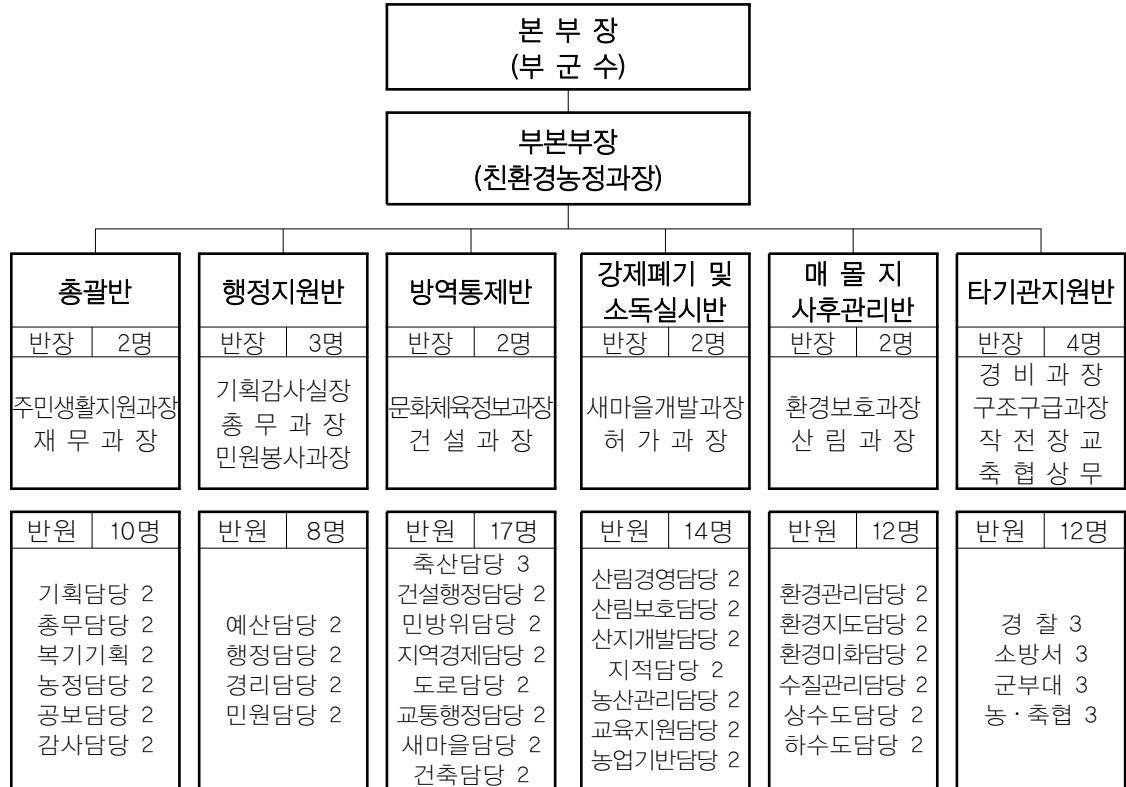 본 부 장
(부 군 수)
부본부장
(친환경농정과장)
총괄반
반장 2명
주민생활지원과장
재 무 과 장
행정지원반
반장 3명
기획감사실장
총 무 과 장
민원봉사과장
방역통제반
반장 2명
문화체육정보과장
건 설 과 장
강제폐기 및
소독실시반
반장 2명
새마을개발과장
허 가 과 장
매 몰 지
사후관리반
반장 2명
환경보호과장
산 림 과 장
타기관지원반
반장 4명
경 비 과 장
구조구급과장
작 전 장 교
축 협 상 무
반원 10명
기획담당 2
총무담당 2
복기기획 2
농정담당 2
공보담당 2
감사담당 2
반원 8명
예산담당 2
행정담당 2
경리담당 2
민원담당 2
반원 17명
축산담당 3
건설행정담당 2
민방위담당 2
지역경제담당 2
도로담당 2
교통행정담당 2
새마을담당 2
건축담당 2
반원 14명
산림경영담당 2
산림보호담당 2
산지개발담당 2
지적담당 2
농산관리담당 2
교육지원담당 2
농업기반담당 2
반원 12명
환경관리담당 2
환경지도담당 2
환경미화담당 2
수질관리담당 2
상수도담당 2
하수도담당 2
반원 12명
경 찰 3
소방서 3
군부대 3
농·축협 3